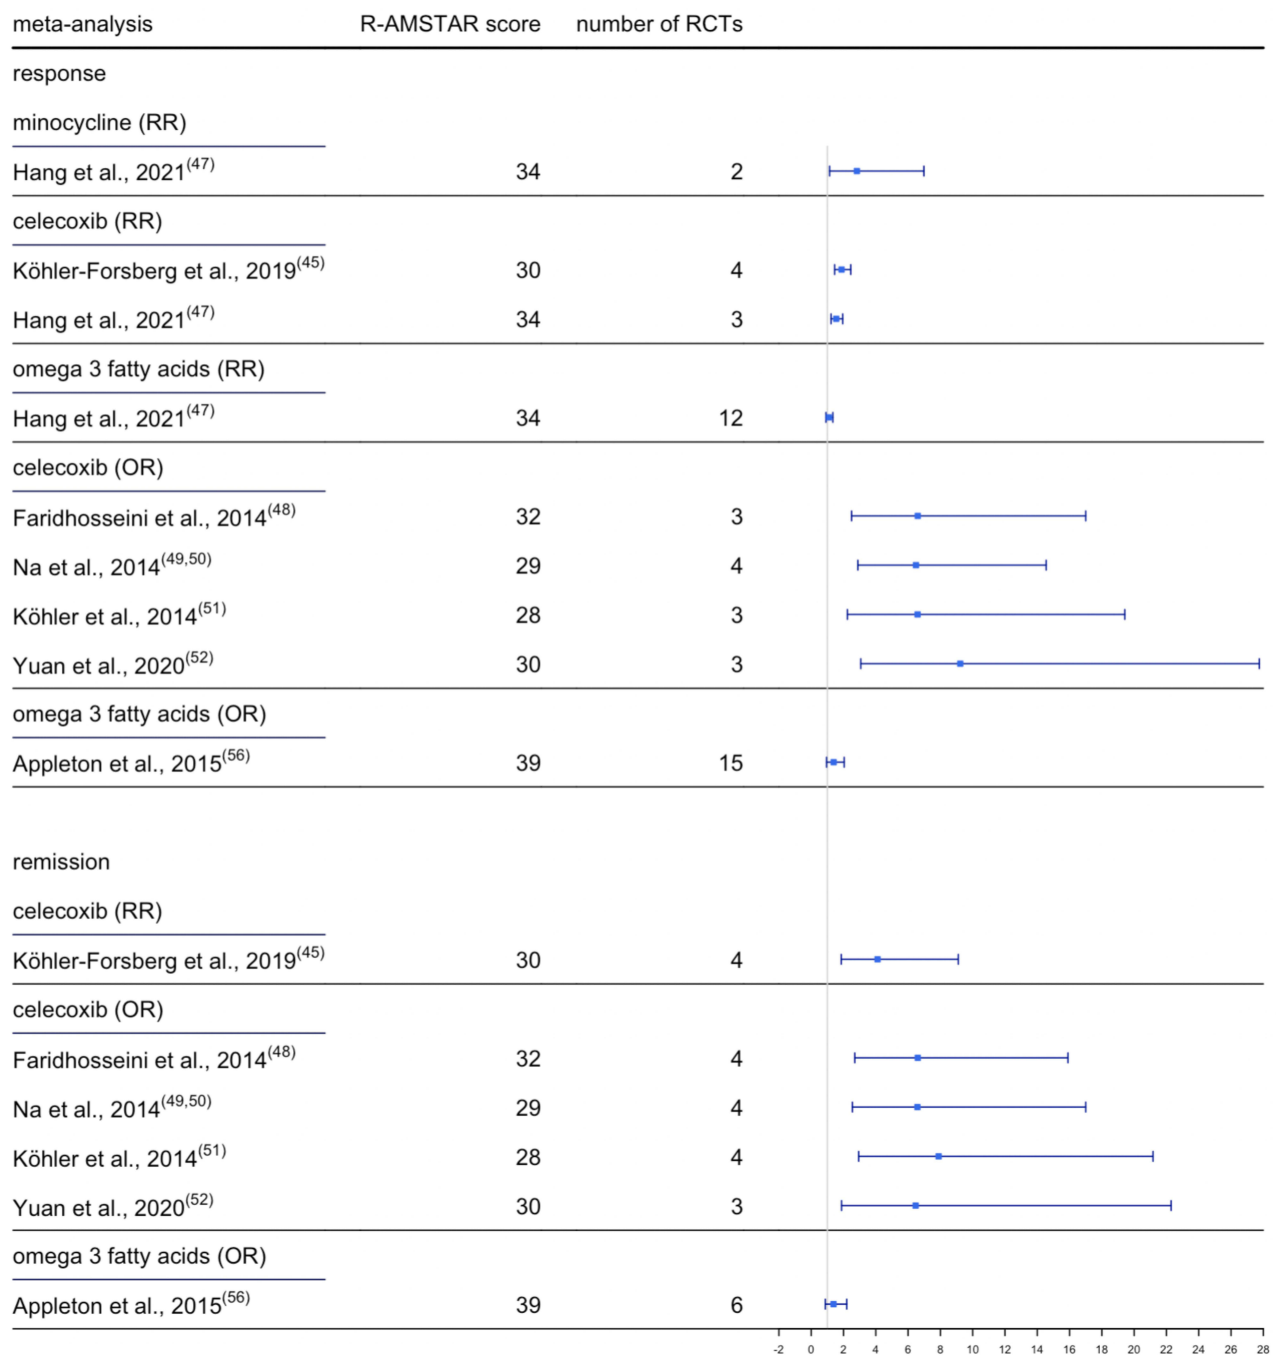 meta-analysis R-AMSTAR score number of RCTs
response
minocycline (RR)
Hang et al., 2021(47) 34 2
celecoxib (RR)
Köhler-Forsberg et al., 2019(45) 30 4
Hang et al., 2021(47) 34 3
omega 3 fatty acids (RR)
Hang et al., 2021(47) 34 12
celecoxib (OR)
Faridhosseini et al., 2014(48) 32 3
Na et al., 2014(49,50) 29 4
Köhler et al., 2014(51) 28 3
Yuan et al., 2020(52) 30 3
omega 3 fatty acids (OR)
Appleton et al., 2015(56) 39 15
remission
celecoxib (RR)
Köhler-Forsberg et al., 2019(45) 30 4
celecoxib (OR)
Faridhosseini et al., 2014(48) 32 4
Na et al., 2014(49,50) 29 4
Köhler et al., 2014(51) 28 4
Yuan et al., 2020(52) 30 3
omega 3 fatty acids (OR)
Appleton et al., 2015(56) 39 6
-2 0 2 4 6 8 10 12 14 16 18 20 22 24 26 28